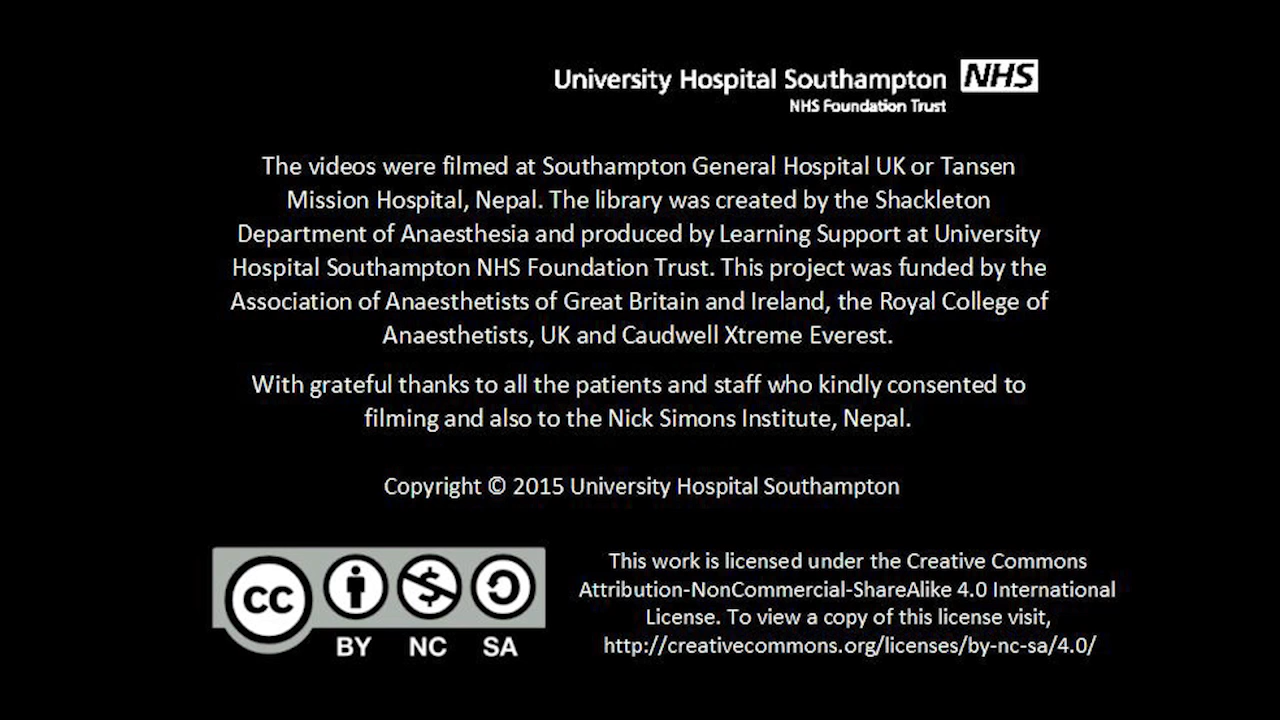 University Hospital Southampton NHS
NHS Foundation Trust
The videos were filmed at Southampton General Hospital UK or Tansen
Mission Hospital, Nepal. The library was created by the Shackleton
Department of Anaesthesia and produced by Learning Support at University
Hospital Southampton NHS Foundation Trust. This project was funded by the
Association of Anaesthetists of Great Britain and Ireland, the Royal College of
Anaesthetists, UK and Caudwell Xtreme Everest.
With grateful thanks to all the patients and staff who kindly consented to
filming and also to the Nick Simons Institute, Nepal.
Copyright © 2015 University Hospital Southampton
cc
BY NC SA
This work is licensed under the Creative Commons
Attribution-NonCommercial-ShareAlike 4.0 International
License. To view a copy of this license visit,
http://creativecommons.org/licenses/by-nc-sa/4.0/